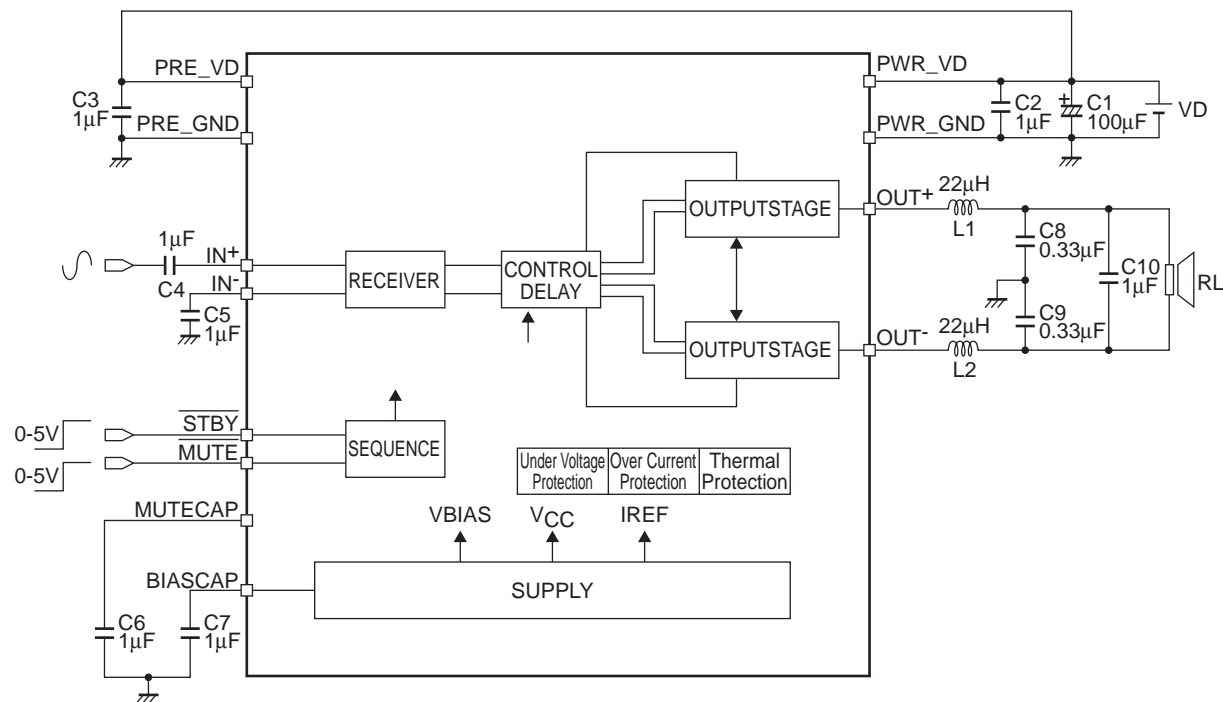 PRE_VD
PWR_VD
C3
1µF
C2
1µF
+
C1
100µF
VD
PRE_GND
PWR_GND
OUTPUTSTAGE
OUT+
22µH
L1
1µF
IN+
C4
IN-
C5
1µF
RECEIVER
CONTROL
DELAY
C8
0.33µF
C10
1µF
RL
C9
0.33µF
OUTPUTSTAGE
OUT-
22µH
L2
0-5V
STBY
0-5V
MUTE
SEQUENCE
Under Voltage
Protection
Over Current
Protection
Thermal
Protection
MUTECAP
VBIAS
VCC
IREF
BIASCAP
SUPPLY
C6
1µF
C7
1µF